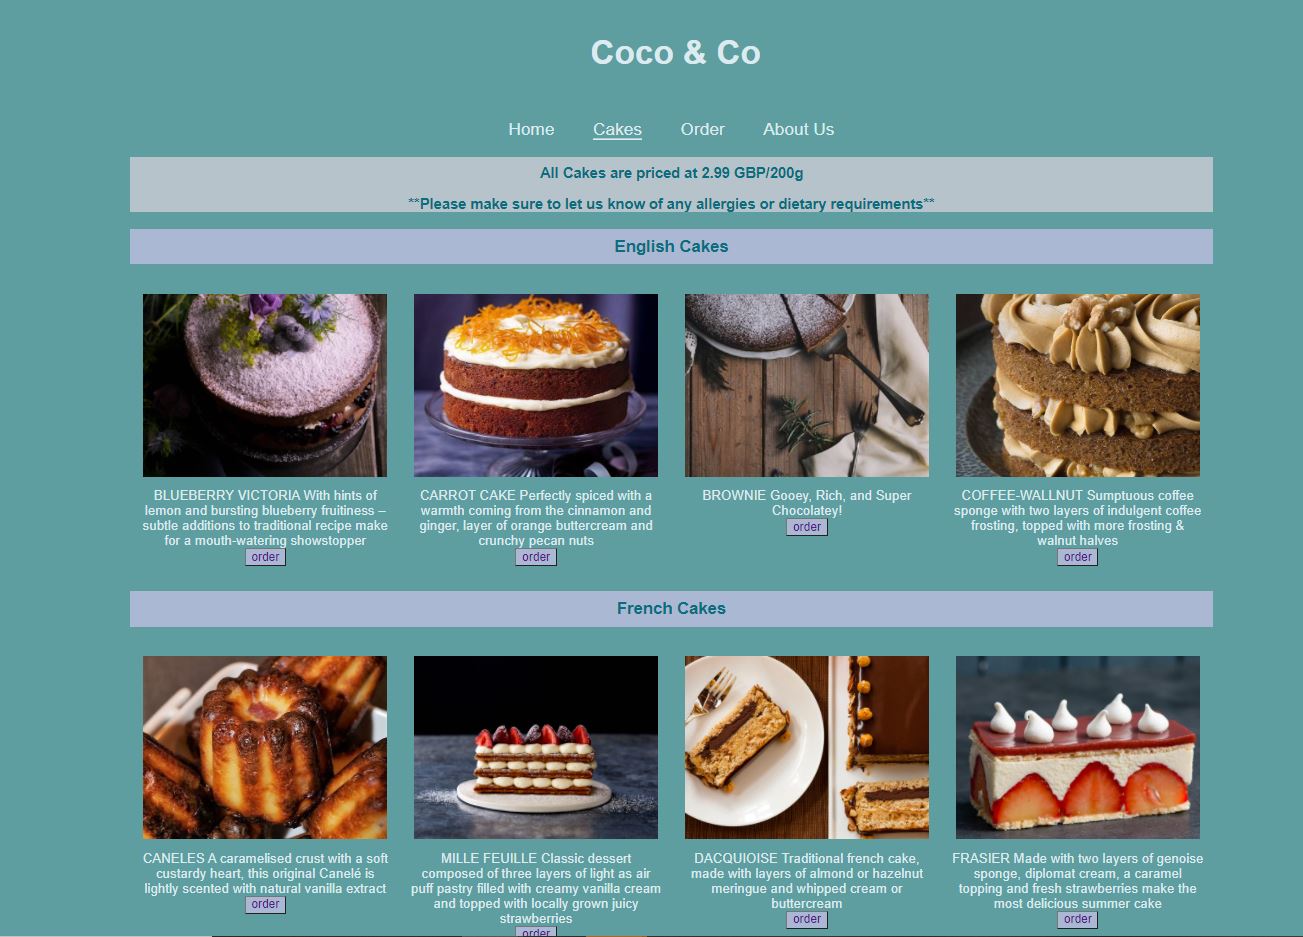 Coco & Co
Home Cakes Order About Us
All Cakes are priced at 2.99 GBP/200g
**Please make sure to let us know of any allergies or dietary requirements**
English Cakes
BLUEBERRY VICTORIA With hints of
lemon and bursting blueberry fruitiness –
subtle additions to traditional recipe make
for a mouth-watering showstopper
order
CARROT CAKE Perfectly spiced with a
warmth coming from the cinnamon and
ginger, layer of orange buttercream and
crunchy pecan nuts
order
BROWNIE Gooey, Rich, and Super
Chocolatey!
order
COFFEE-WALLNUT Sumptuous coffee
sponge with two layers of indulgent coffee
frosting, topped with more frosting &
walnut halves
order
French Cakes
CANELES A caramelised crust with a soft
custardy heart, this original Canelé is
lightly scented with natural vanilla extract
order
MILLE FEUILLE Classic dessert
composed of three layers of light as air
puff pastry filled with creamy vanilla cream
and topped with locally grown juicy
strawberries
order
DACQUIOISE Traditional french cake,
made with layers of almond or hazelnut
meringue and whipped cream or
buttercream
order
FRASIER Made with two layers of genoise
sponge, diplomat cream, a caramel
topping and fresh strawberries make the
most delicious summer cake
order